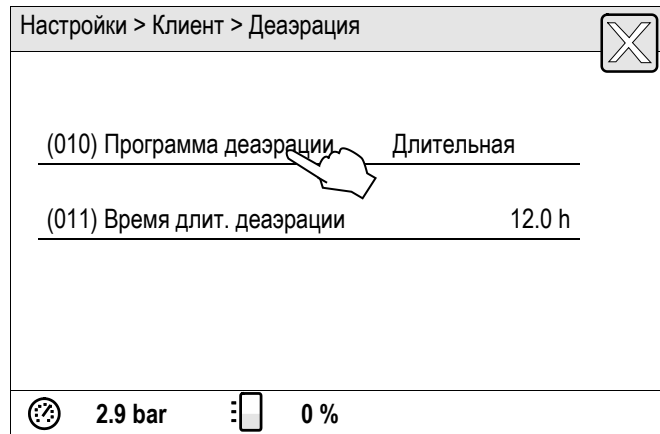 Настройки > Клиент > Деаэрация
(010) Программа деаэрации Длительная
(011) Время длит. деаэрации 12.0 h
2.9 bar 0 %